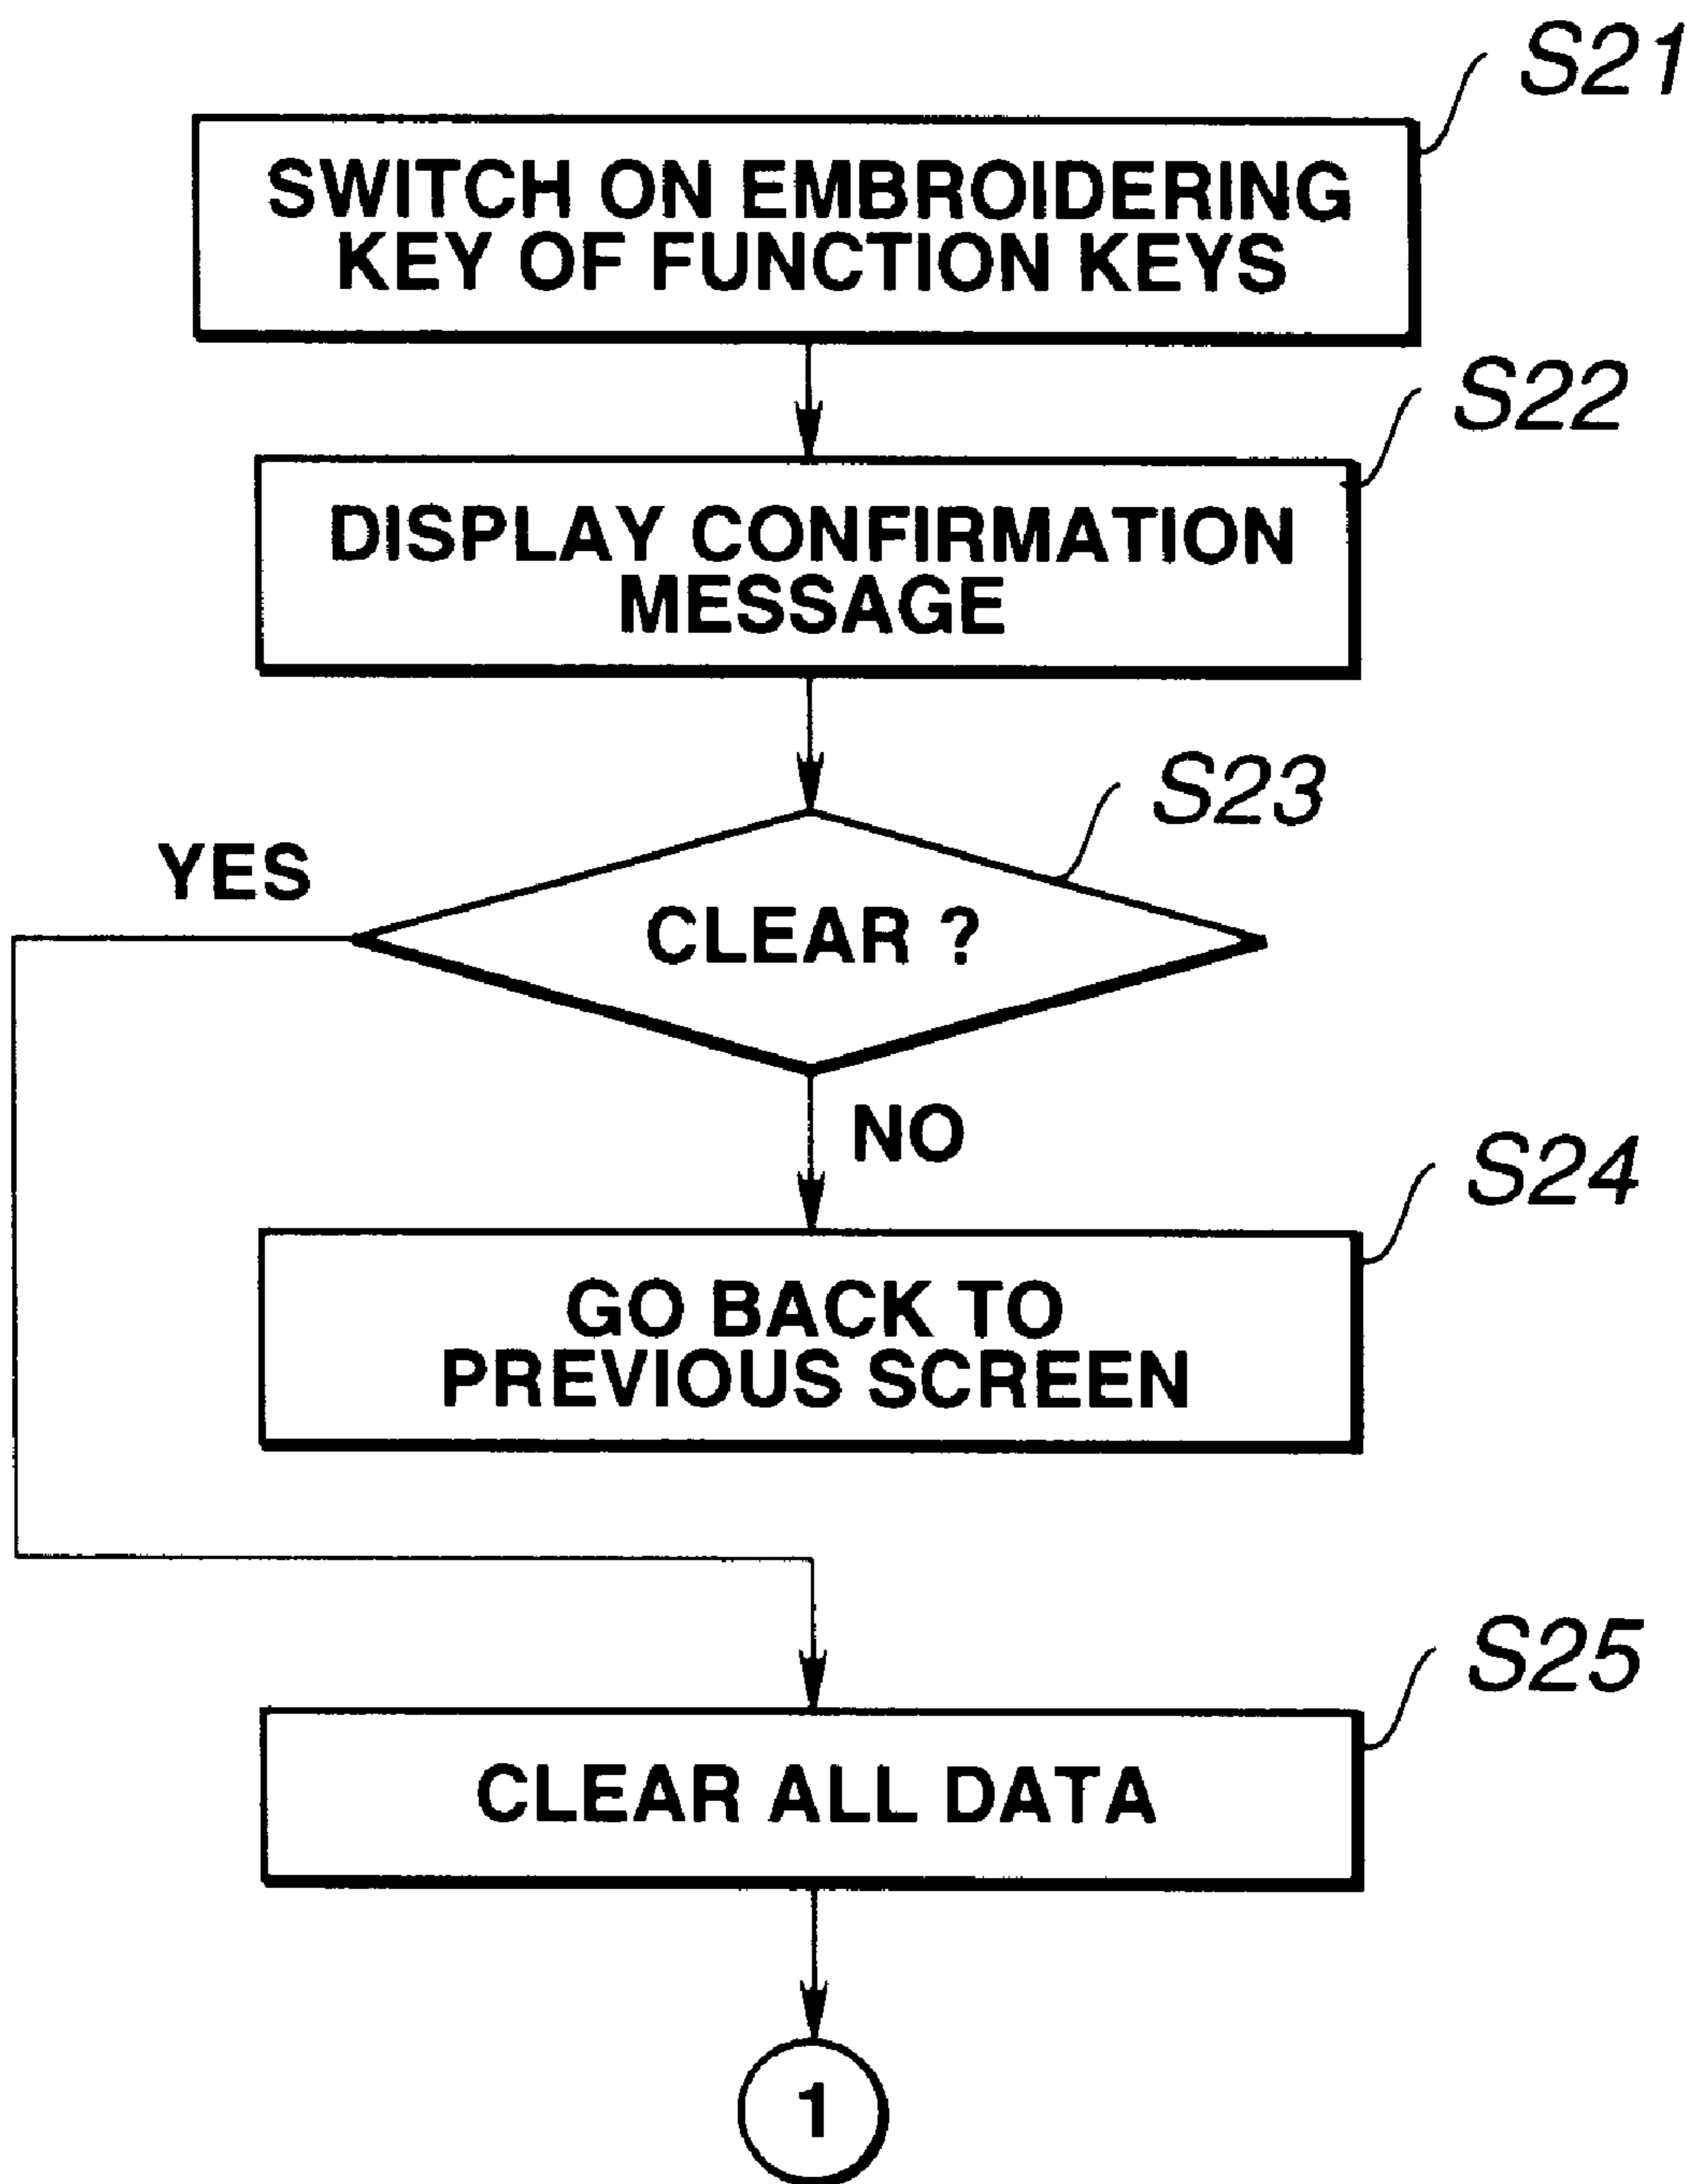 S21
SWITCH ON EMBROIDERING
KEY OF FUNCTION KEYS
S22
DISPLAY CONFIRMATION
MESSAGE
S23
YES
CLEAR ?
NO
S24
GO BACK TO
PREVIOUS SCREEN
S25
CLEAR ALL DATA
1